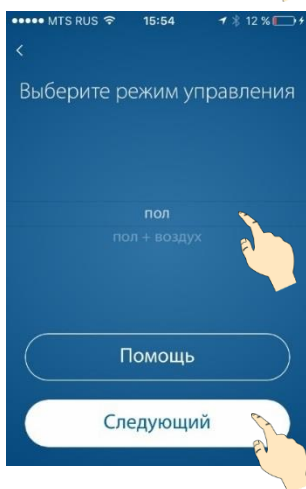 MTS RUS 15:54 12 %
Выберите режим управления
пол
пол + воздух
Помощь
Следующий